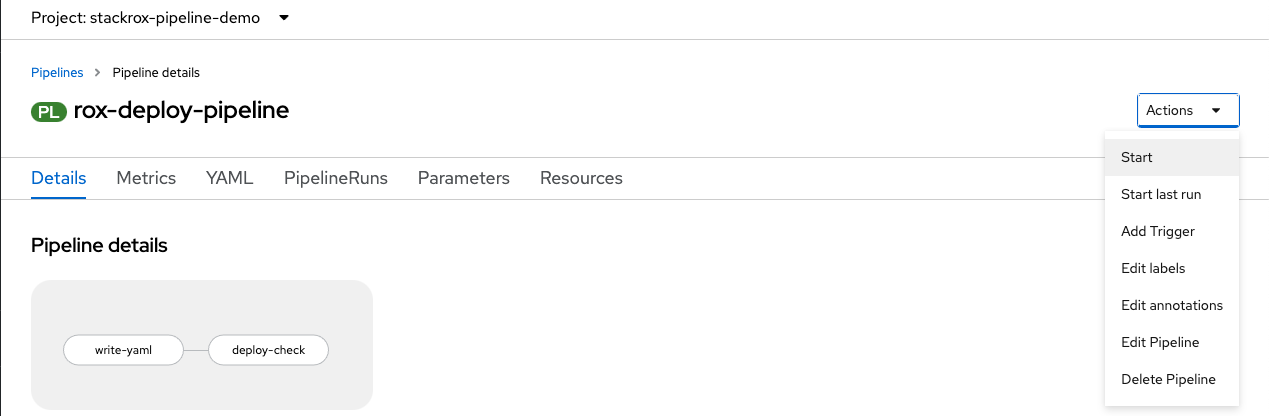 Project: stackrox-pipeline-demo
Pipelines > Pipeline details
PL rox-deploy-pipeline
Actions
Start
Start last run
Add Trigger
Edit labels
Edit annotations
Edit Pipeline
Delete Pipeline
Details Metrics YAML PipelineRuns Parameters Resources
Pipeline details
write-yaml deploy-check